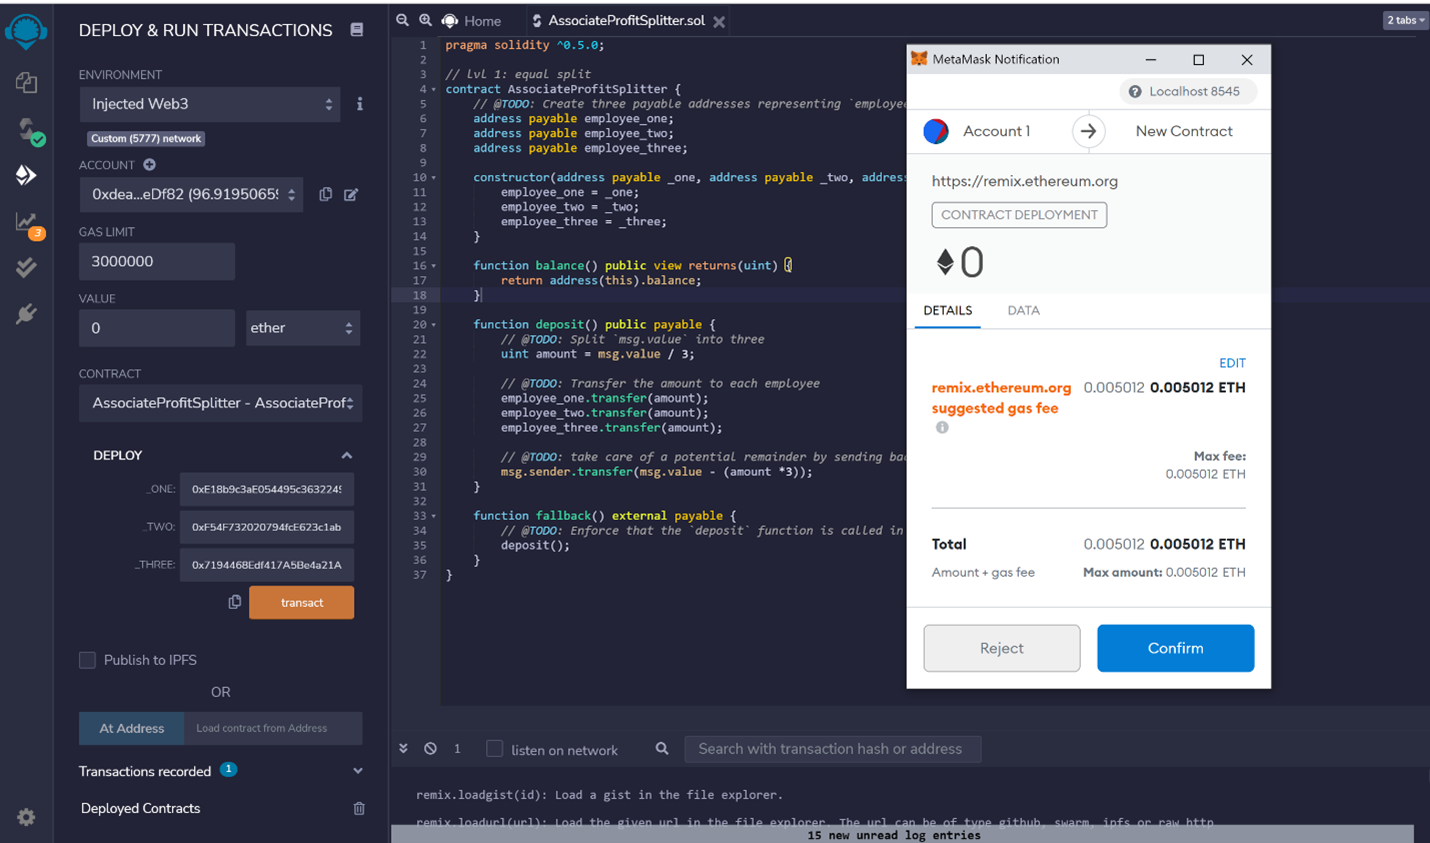 DEPLOY & RUN TRANSACTIONS
ENVIRONMENT
Injected Web3
Custom (5777) network
ACCOUNT
0xdea...eDf82 (96.9195065
GAS LIMIT
3000000
VALUE
0
ether
CONTRACT
AssociateProfitSplitter - AssociateProf
DEPLOY
_ONE:
0xE18b9c3aE054495c3632249
_TWO:
0xF54F732020794fcE623c1ab
_THREE:
0x7194468Edf417A5Be4a21A
transact
Publish to IPFS
OR
At Address
Load contract from Address
Transactions recorded 1
Deployed Contracts
3
Home
AssociateProfitSplitter.sol
2 tabs
1 pragma solidity ^0.5.0;
2
3 // lvl 1: equal split
4 contract AssociateProfitSplitter {
5 // @TODO: Create three payable addresses representing `employee
6 address payable employee_one;
7 address payable employee_two;
8 address payable employee_three;
9
10 constructor(address payable _one, address payable _two, address
11 employee_one = _one;
12 employee_two = _two;
13 employee_three = _three;
14 }
15
16 function balance() public view returns(uint) {
17 return address(this).balance;
18 }
19
20 function deposit() public payable {
21 // @TODO: Split `msg.value` into three
22 uint amount = msg.value / 3;
23
24 // @TODO: Transfer the amount to each employee
25 employee_one.transfer(amount);
26 employee_two.transfer(amount);
27 employee_three.transfer(amount);
28
29 // @TODO: take care of a potential remainder by sending bac
30 msg.sender.transfer(msg.value - (amount *3));
31 }
32
33 function fallback() external payable {
34 // @TODO: Enforce that the `deposit` function is called in
35 deposit();
36 }
37 }
MetaMask Notification
Localhost 8545
Account 1
New Contract
https://remix.ethereum.org
CONTRACT DEPLOYMENT
0
DETAILS
DATA
EDIT
remix.ethereum.org 0.005012 0.005012 ETH
suggested gas fee
Max fee:
0.005012 ETH
Total 0.005012 0.005012 ETH
Amount + gas fee Max amount: 0.005012 ETH
Reject
Confirm
1
listen on network
Search with transaction hash or address
remix.loadgist(id): Load a gist in the file explorer.
remix.loadurl(url): Load the given url in the file explorer. The url can be of type github, swarm, ipfs or raw http
15 new unread log entries